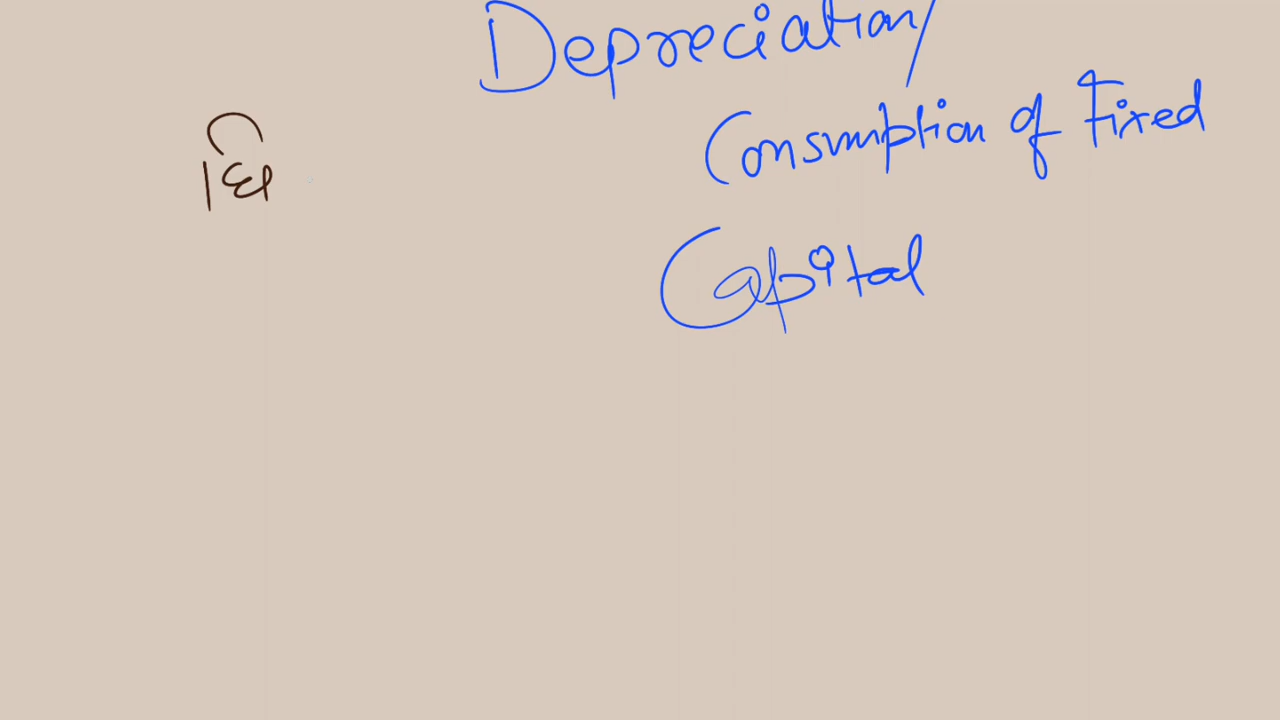 Depreciation/
Consumption of Fixed
घि
Capital